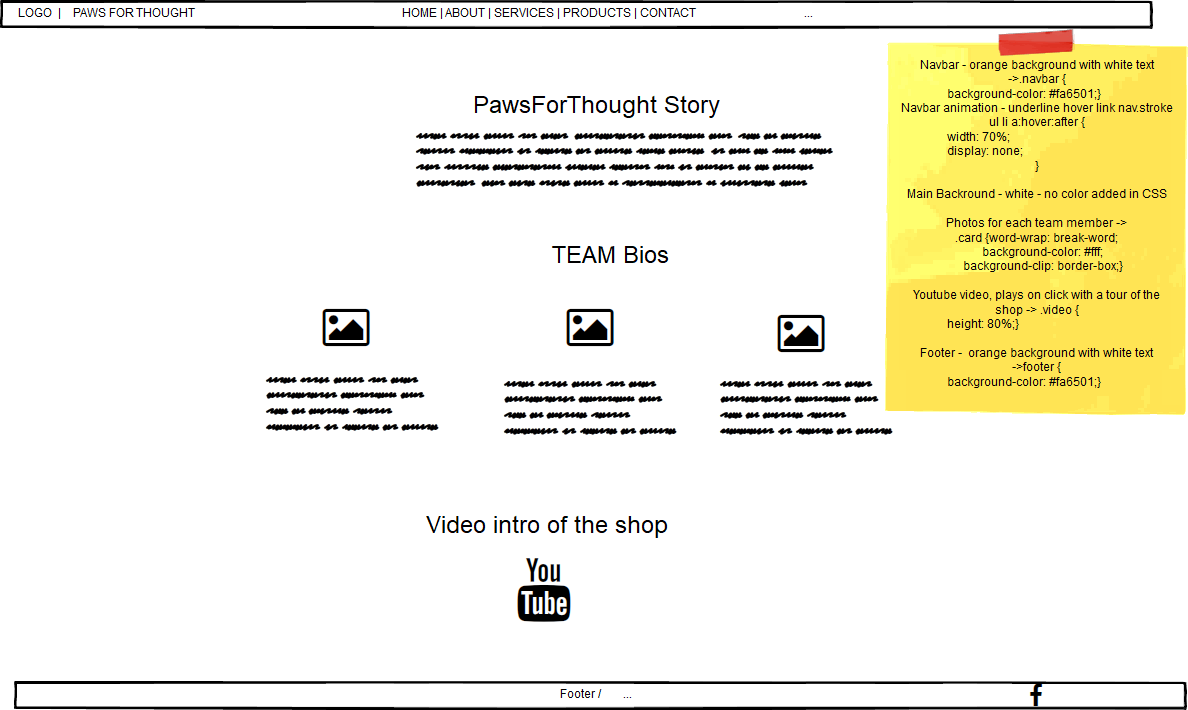 LOGO | PAWS FOR THOUGHT HOME | ABOUT | SERVICES | PRODUCTS | CONTACT ...
PawsForThought Story
TEAM Bios
Video intro of the shop
You
Tube
Navbar - orange background with white text
->.navbar {
background-color: #fa6501;}
Navbar animation - underline hover link nav.stroke
ul li a:hover:after {
width: 70%;
display: none;
}
Main Backround - white - no color added in CSS
Photos for each team member ->
.card {word-wrap: break-word;
background-color: #fff;
background-clip: border-box;}
Youtube video, plays on click with a tour of the
shop -> .video {
height: 80%;}
Footer - orange background with white text
->footer {
background-color: #fa6501;}
Footer / ... f